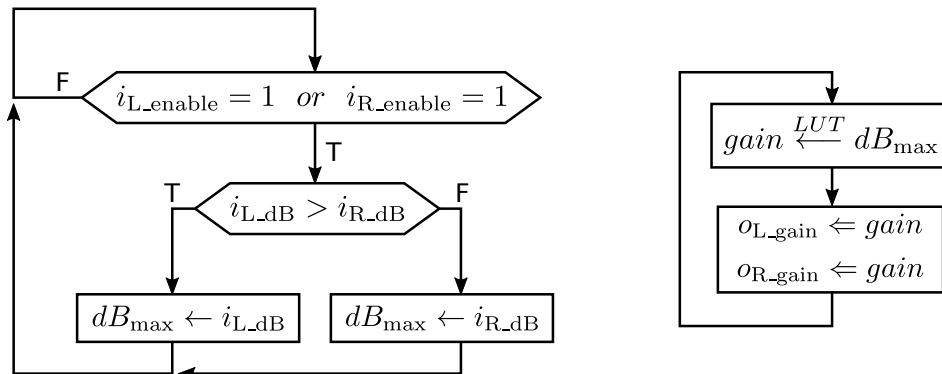 F
i_L_enable = 1 or i_R_enable = 1
T
T
i_L_dB > i_R_dB
F
dB_max ← i_L_dB
dB_max ← i_R_dB
gain ⟵LUT dB_max
o_L_gain ⇐ gain
o_R_gain ⇐ gain